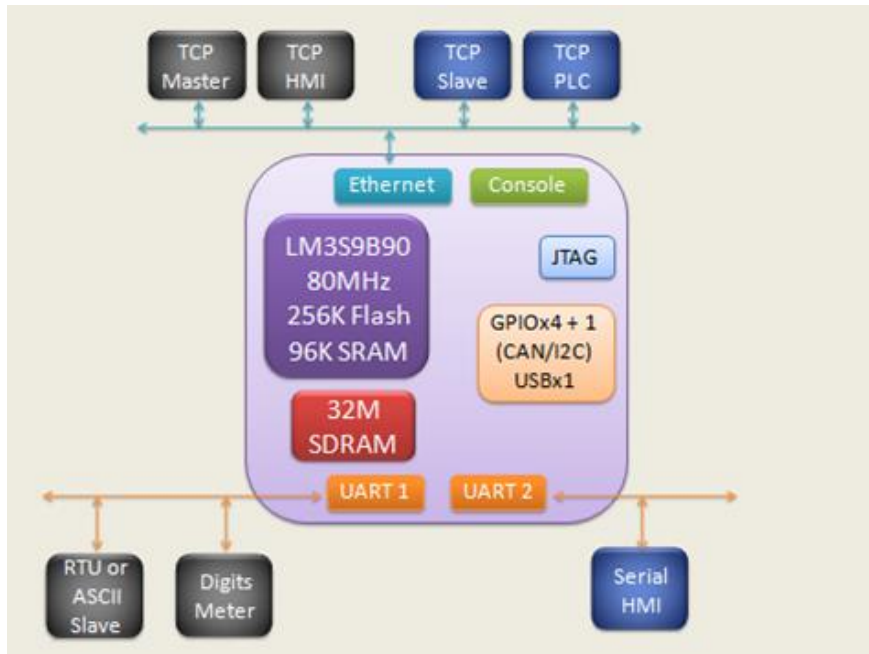 TCP
Master
TCP
HMI
TCP
Slave
TCP
PLC
Ethernet
Console
LM3S9B90
80MHz
256K Flash
96K SRAM
JTAG
GPIOx4 + 1
(CAN/I2C)
USBx1
32M
SDRAM
UART 1
UART 2
RTU or
ASCII
Slave
Digits
Meter
Serial
HMI